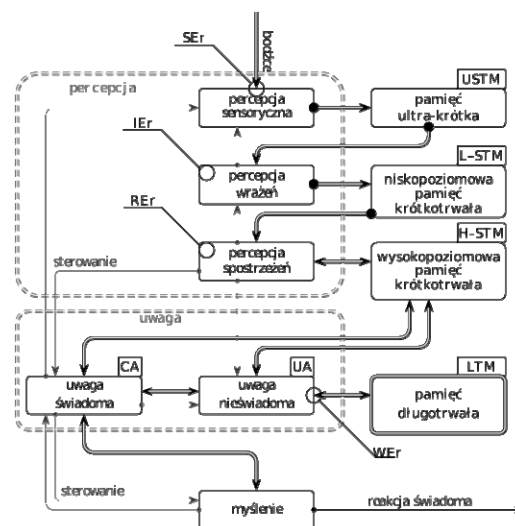 SEr
bodźce
USTM
percepcja
percepcja
sensoryczna
pamięć
ultra-krótka
IEr
L-STM
percepcja
wrażeń
niskopoziomowa
pamięć
krótkotrwała
REr
H-STM
percepcja
spostrzeżeń
wysokopoziomowa
pamięć
krótkotrwała
sterowanie
uwaga
CA
UA
LTM
uwaga
świadoma
uwaga
nieświadoma
pamięć
długotrwała
WEr
sterowanie
myślenie
reakcja świadoma